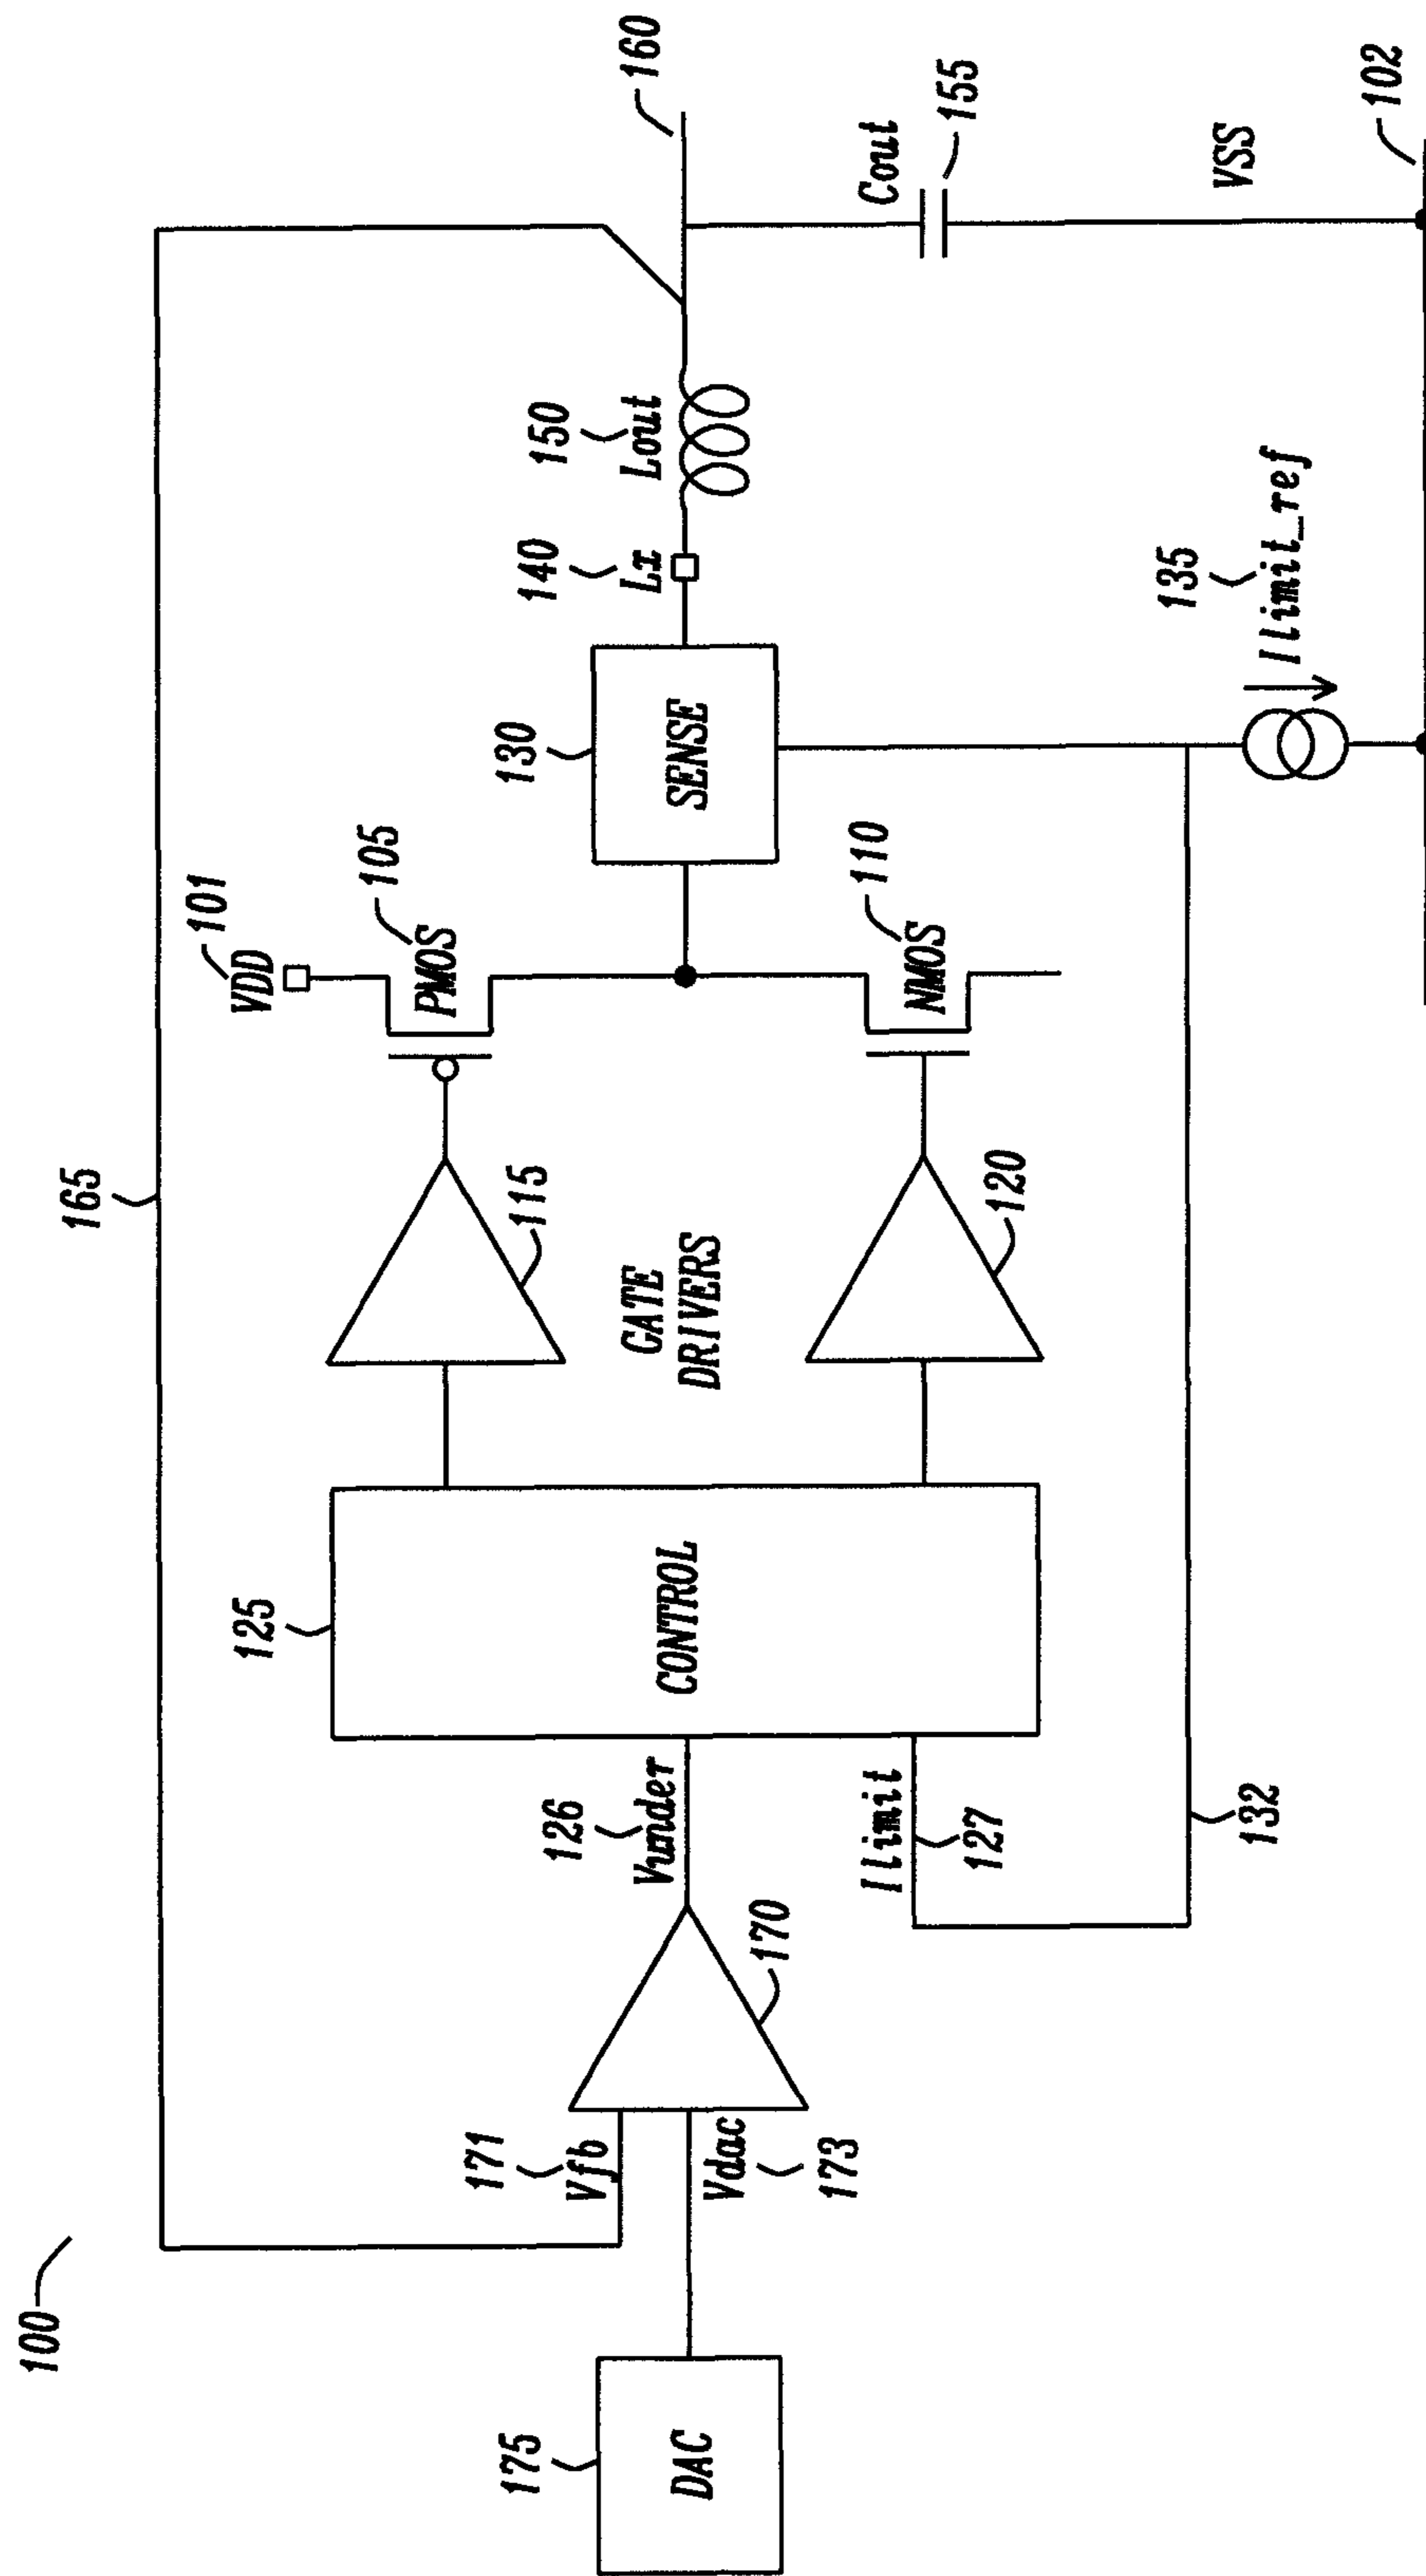 100
165
160
VDD
101
PMOS
105
115
GATE
DRIVERS
125
CONTROL
130
SENSE
140
Lx
150
Lout
Cout
155
171
Vfb
126
Vunder
175
DAC
Vdac
173
170
Ilimit
127
120
NMOS
110
132
135
Ilimit_ref
VSS
102